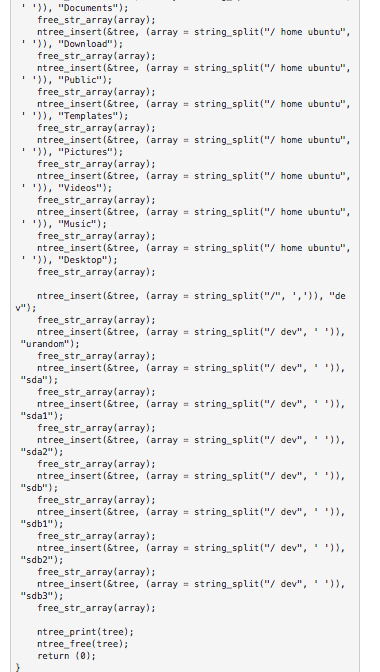 ' ')), "Documents");
free_str_array(array);
ntree_insert(&tree, (array = string_split("/ home ubuntu",
' ')), "Download");
free_str_array(array);
ntree_insert(&tree, (array = string_split("/ home ubuntu",
' ')), "Public");
free_str_array(array);
ntree_insert(&tree, (array = string_split("/ home ubuntu",
' ')), "Templates");
free_str_array(array);
ntree_insert(&tree, (array = string_split("/ home ubuntu",
' ')), "Pictures");
free_str_array(array);
ntree_insert(&tree, (array = string_split("/ home ubuntu",
' ')), "Videos");
free_str_array(array);
ntree_insert(&tree, (array = string_split("/ home ubuntu",
' ')), "Music");
free_str_array(array);
ntree_insert(&tree, (array = string_split("/ home ubuntu",
' ')), "Desktop");
free_str_array(array);
ntree_insert(&tree, (array = string_split("/", ',')), "de
v");
free_str_array(array);
ntree_insert(&tree, (array = string_split("/ dev", ' ')),
"urandom");
free_str_array(array);
ntree_insert(&tree, (array = string_split("/ dev", ' ')),
"sda");
free_str_array(array);
ntree_insert(&tree, (array = string_split("/ dev", ' ')),
"sda1");
free_str_array(array);
ntree_insert(&tree, (array = string_split("/ dev", ' ')),
"sda2");
free_str_array(array);
ntree_insert(&tree, (array = string_split("/ dev", ' ')),
"sdb");
free_str_array(array);
ntree_insert(&tree, (array = string_split("/ dev", ' ')),
"sdb1");
free_str_array(array);
ntree_insert(&tree, (array = string_split("/ dev", ' ')),
"sdb2");
free_str_array(array);
ntree_insert(&tree, (array = string_split("/ dev", ' ')),
"sdb3");
free_str_array(array);
ntree_print(tree);
ntree_free(tree);
return (0);
}